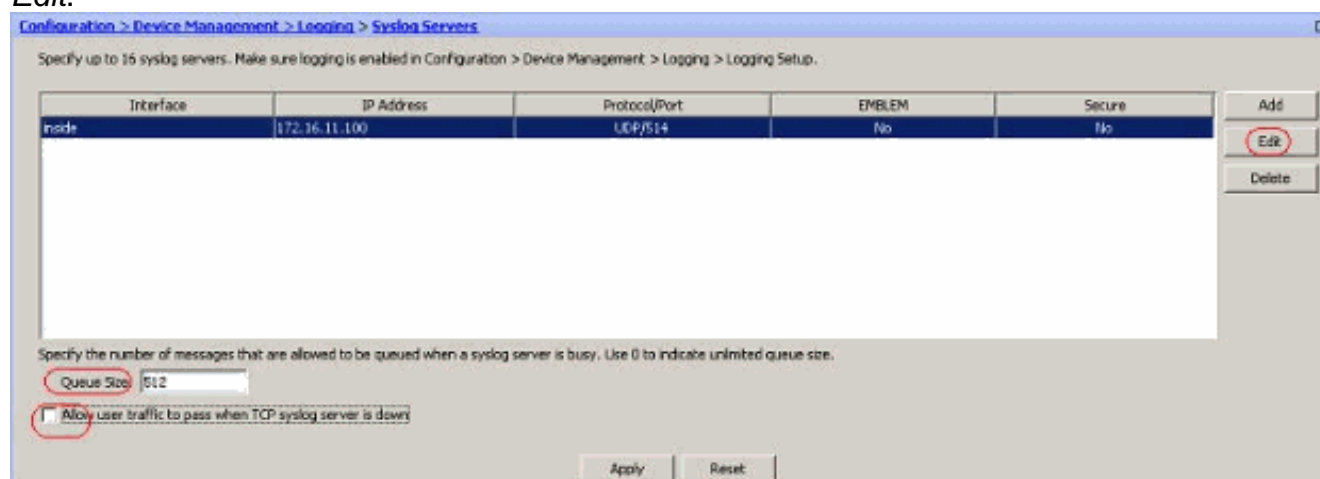 Edit.
Configuration > Device Management > Logging > Syslog Servers
Specify up to 16 syslog servers. Make sure logging is enabled in Configuration > Device Management > Logging > Logging Setup.
Interface IP Address Protocol/Port EMBLEM Secure
inside 172.16.11.100 UDP/514 No No
Add
Edit
Delete
Specify the number of messages that are allowed to be queued when a syslog server is busy. Use 0 to indicate unlimited queue size.
Queue Size: 512
Allow user traffic to pass when TCP syslog server is down
Apply Reset